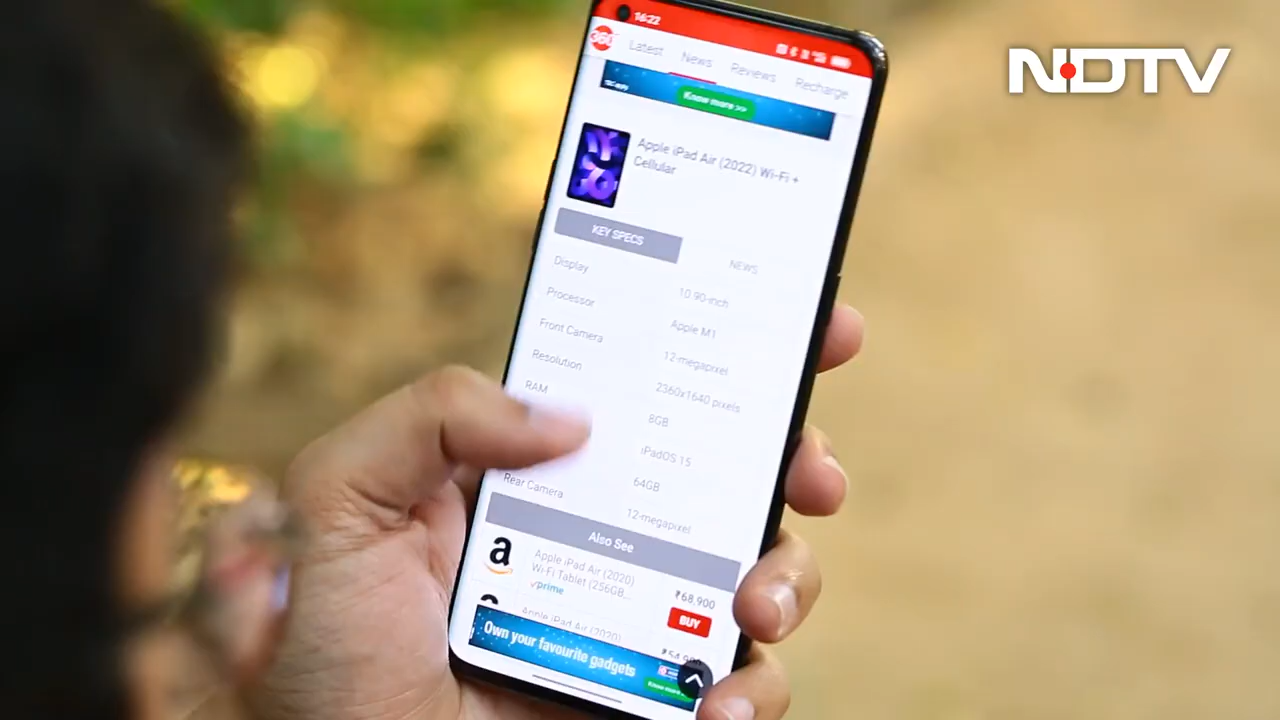 16:22
NDTV
360
Latest News Reviews Recharge
Know more >>
Apple iPad Air (2022) Wi-Fi +
Cellular
KEY SPECS
NEWS
Display 10.90-inch
Processor Apple M1
Front Camera 12-megapixel
Resolution 2360x1640 pixels
RAM 8GB
iPadOS 15
64GB
Rear Camera 12-megapixel
Also See
a
Apple iPad Air (2020)
Wi-Fi Tablet (256GB...
prime
₹68,900
BUY
Apple iPad Air (2020)
Own your favourite gadgets
Know more